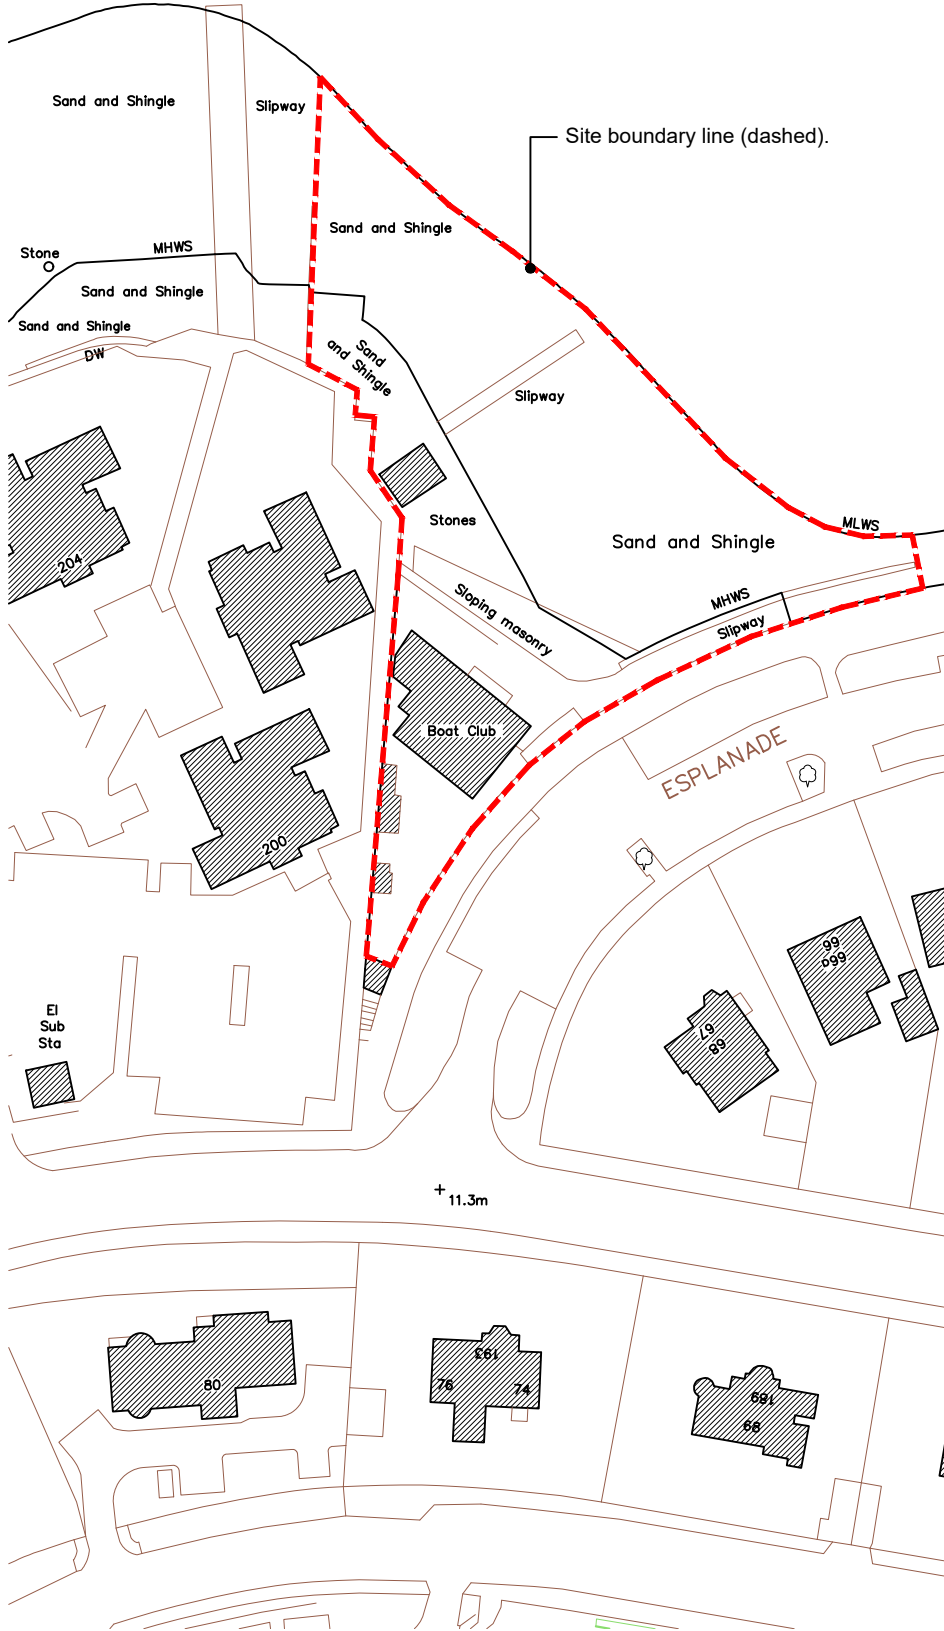 Sand and Shingle
Slipway
Site boundary line (dashed).
Sand and Shingle
MHWS
Stone
Sand and Shingle
Sand and Shingle
DW
Sand
and Shingle
Slipway
Stones
MLWS
Sand and Shingle
204
Sloping masonry
MHWS
Slipway
Boat Club
ESPLANADE
200
66
66a
67
68
El
Sub
Sta
11.3m
193
76
74
80
189
68